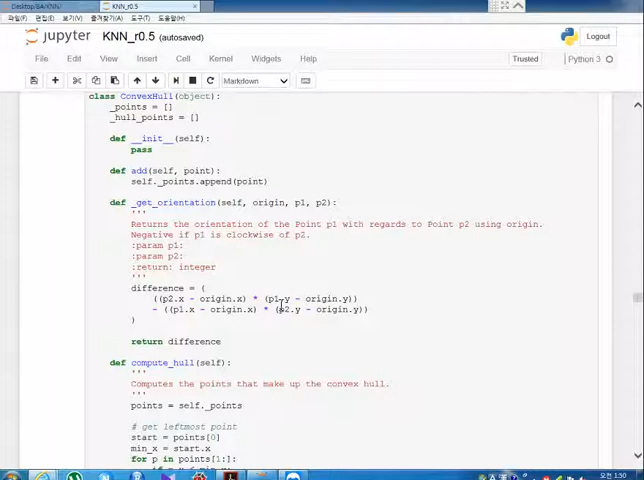 Desktop/BA/KNN/
KNN_r0.5
파일(F) 편집(E) 보기(V) 즐겨찾기(A) 도구(T) 도움말(H)
jupyter KNN_r0.5 (autosaved)
Logout
File Edit View Insert Cell Kernel Widgets Help
Trusted
Python 3
Markdown
class ConvexHull(object):
_points = []
_hull_points = []
def __init__(self):
pass
def add(self, point):
self._points.append(point)
def _get_orientation(self, origin, p1, p2):
'''
Returns the orientation of the Point p1 with regards to Point p2 using origin.
Negative if p1 is clockwise of p2.
:param p1:
:param p2:
:return: integer
'''
difference = (
((p2.x - origin.x) * (p1.y - origin.y))
- ((p1.x - origin.x) * (p2.y - origin.y))
)
return difference
def compute_hull(self):
'''
Computes the points that make up the convex hull.
'''
points = self._points
# get leftmost point
start = points[0]
min_x = start.x
for p in points[1:]:
오전 1:50